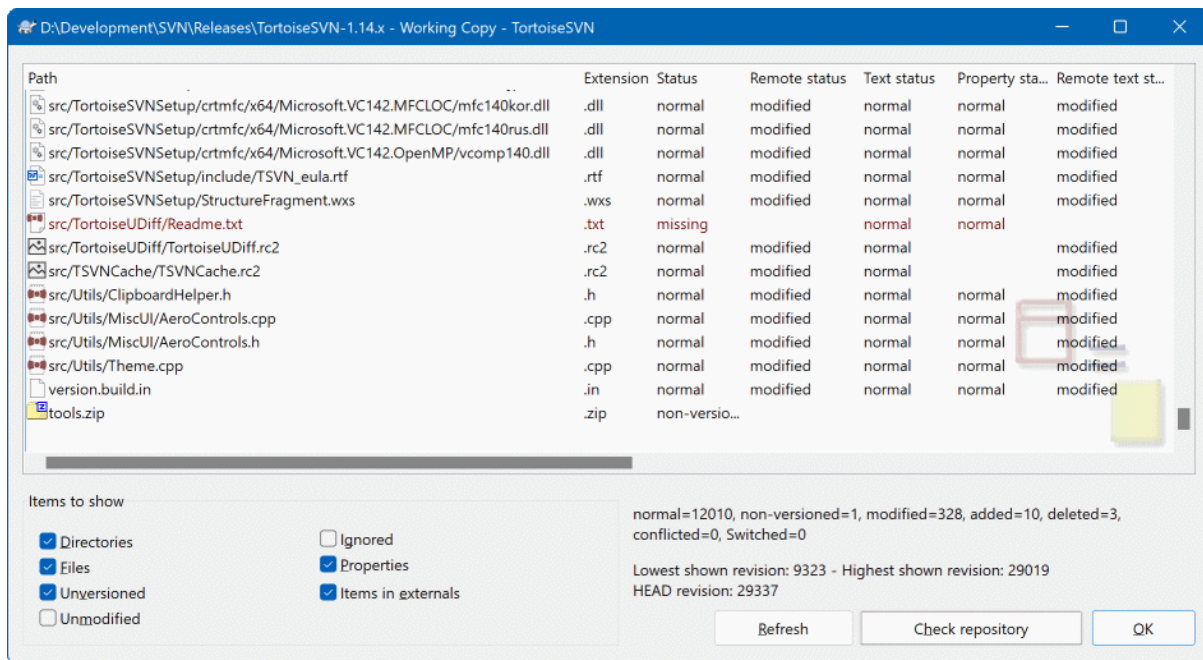 D:\Development\SVN\Releases\TortoiseSVN-1.14.x - Working Copy - TortoiseSVN
Path Extension Status Remote status Text status Property sta... Remote text st...
src/TortoiseSVNSetup/crtmfc/x64/Microsoft.VC142.MFCLOC/mfc140kor.dll .dll normal modified normal normal modified
src/TortoiseSVNSetup/crtmfc/x64/Microsoft.VC142.MFCLOC/mfc140rus.dll .dll normal modified normal normal modified
src/TortoiseSVNSetup/crtmfc/x64/Microsoft.VC142.OpenMP/vcomp140.dll .dll normal modified normal normal modified
src/TortoiseSVNSetup/include/TSVN_eula.rtf .rtf normal modified normal normal modified
src/TortoiseSVNSetup/StructureFragment.wxs .wxs normal modified normal normal modified
src/TortoiseUDiff/Readme.txt .txt missing normal normal
src/TortoiseUDiff/TortoiseUDiff.rc2 .rc2 normal modified normal modified
src/TSVNCache/TSVNCache.rc2 .rc2 normal modified normal modified
src/Utils/ClipboardHelper.h .h normal modified normal normal modified
src/Utils/MiscUI/AeroControls.cpp .cpp normal modified normal normal modified
src/Utils/MiscUI/AeroControls.h .h normal modified normal normal modified
src/Utils/Theme.cpp .cpp normal modified normal normal modified
version.build.in .in normal modified normal normal modified
tools.zip .zip non-versio...
Items to show
Directories
Files
Unversioned
Unmodified
Ignored
Properties
Items in externals
normal=12010, non-versioned=1, modified=328, added=10, deleted=3,
conflicted=0, Switched=0
Lowest shown revision: 9323 - Highest shown revision: 29019
HEAD revision: 29337
Refresh Check repository OK